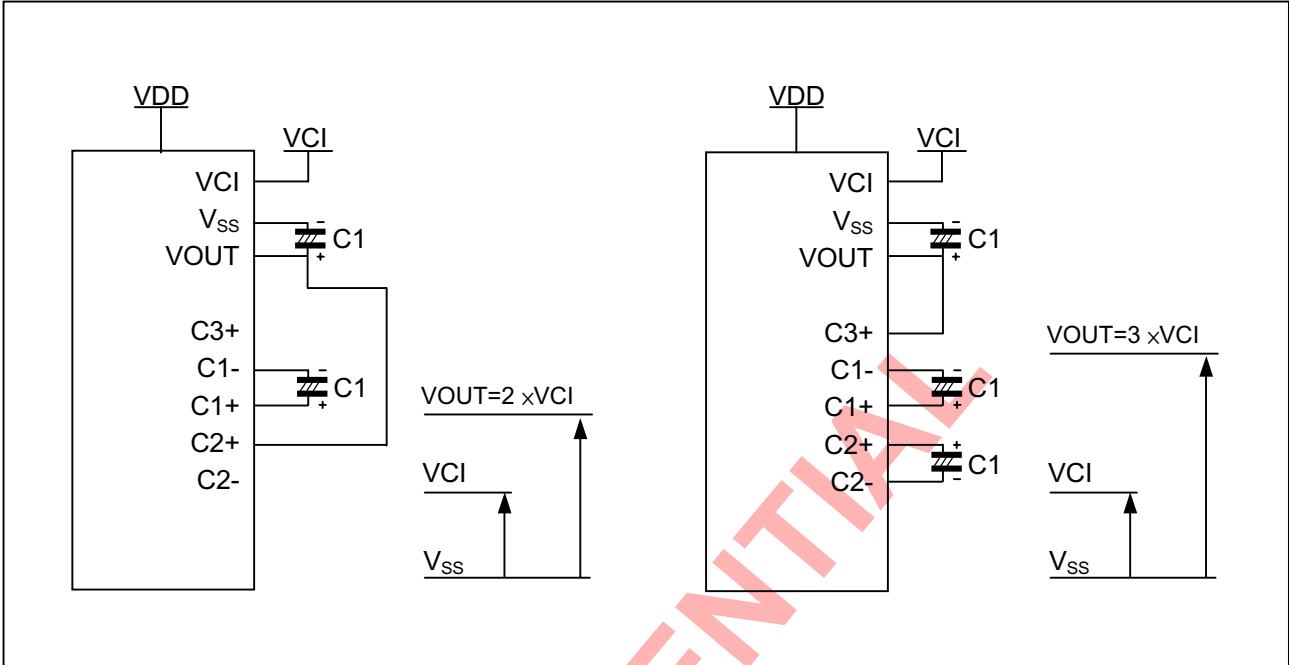 VDD
VCI
VCI
VSS
VOUT
C3+
C1-
C1+
C2+
C2-
-
C1
+
-
C1
+
VOUT=2 ×VCI
VCI
VSS
VDD
VCI
VCI
VSS
VOUT
C3+
C1-
C1+
C2+
C2-
-
C1
+
-
C1
+
+
C1
-
VOUT=3 ×VCI
VCI
VSS
ENTIAL